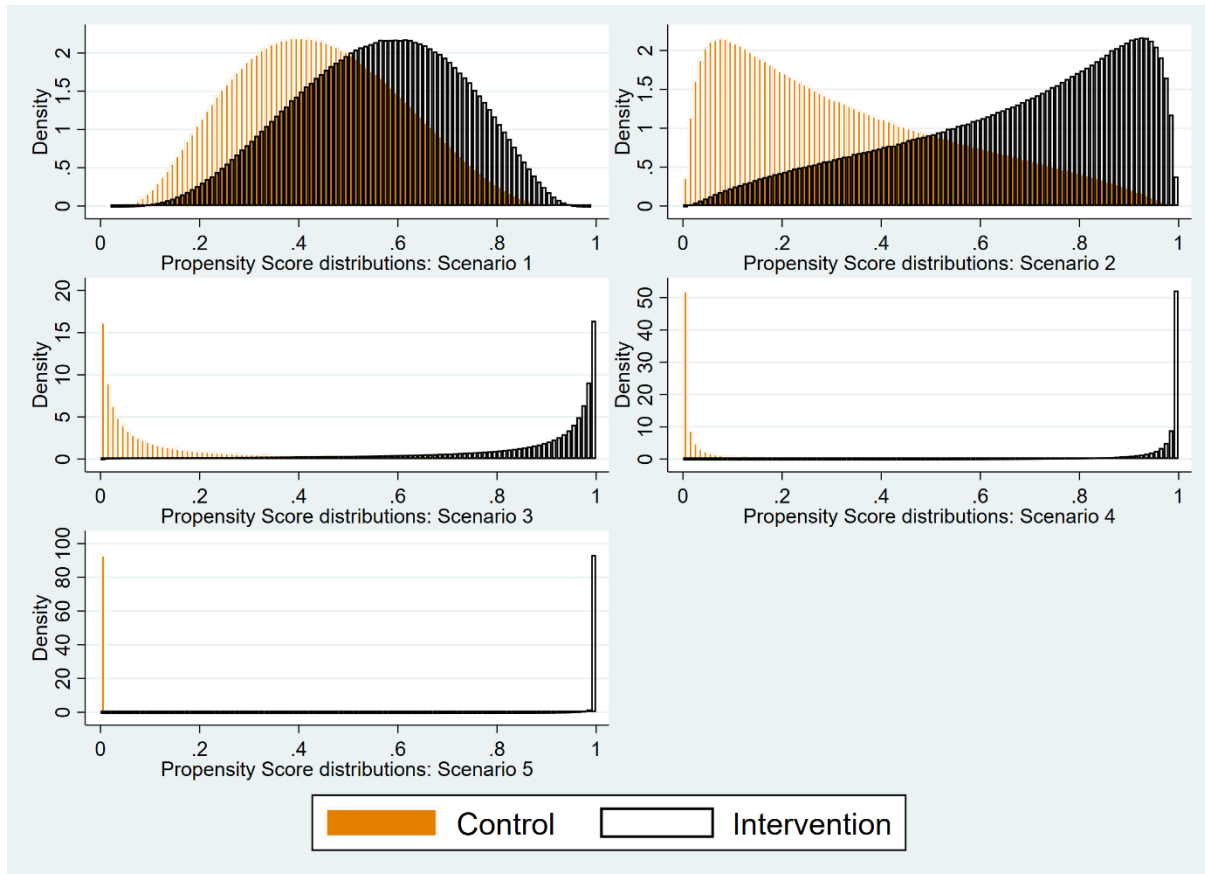 Density
2
1.5
1
.5
0
0 .2 .4 .6 .8 1
Propensity Score distributions: Scenario 1
Density
2
1.5
1
.5
0
0 .2 .4 .6 .8 1
Propensity Score distributions: Scenario 2
Density
20
15
10
5
0
0 .2 .4 .6 .8 1
Propensity Score distributions: Scenario 3
Density
50
40
30
20
10
0
0 .2 .4 .6 .8 1
Propensity Score distributions: Scenario 4
Density
100
80
60
40
20
0
0 .2 .4 .6 .8 1
Propensity Score distributions: Scenario 5
Control Intervention